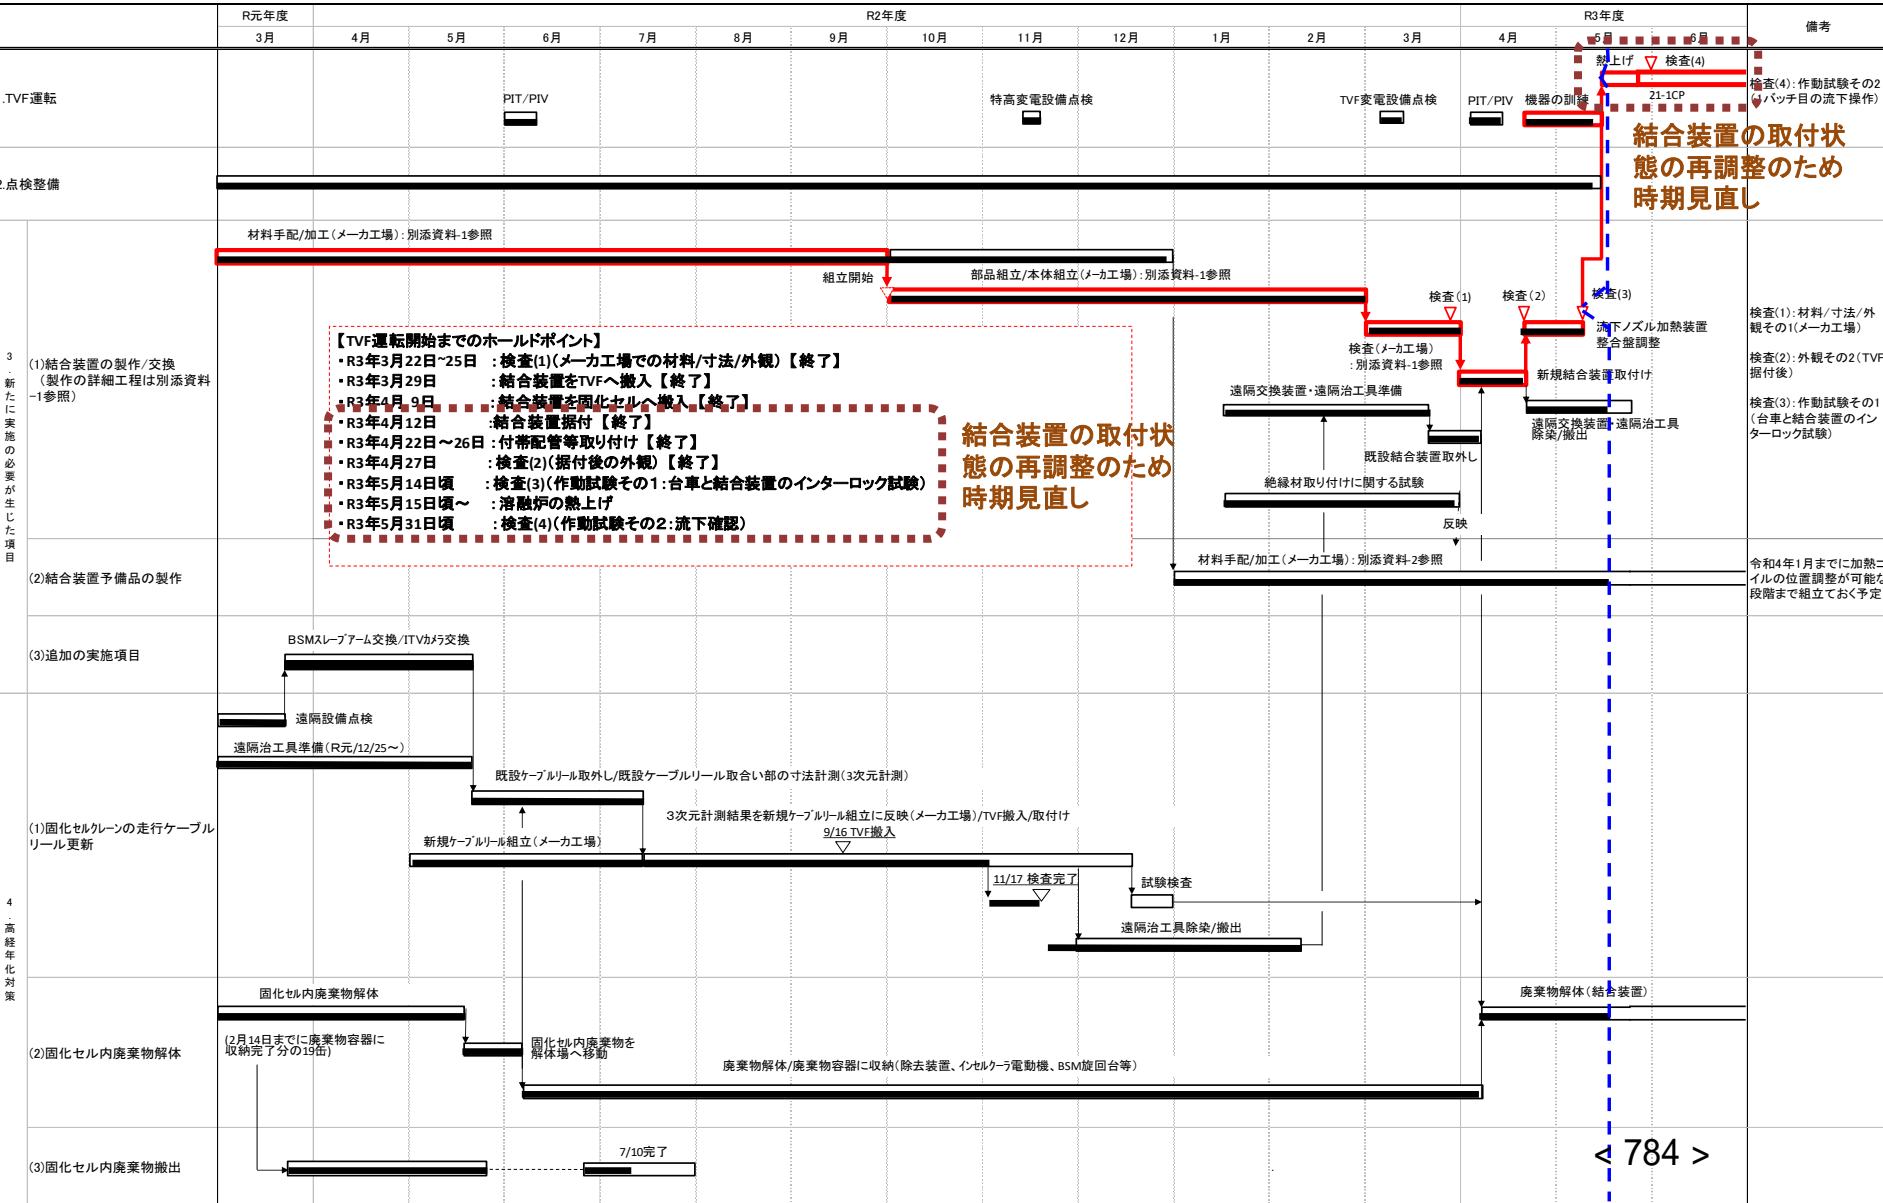 R元年度
R2年度
R3年度
備考
3月
4月
5月
6月
7月
8月
9月
10月
11月
12月
1月
2月
3月
4月
5月
6月
.TVF運転
PIT/PIV
特高変電設備点検
TVF変電設備点検
PIT/PIV
機器の訓練
熱上げ
検査(4)
21-1CP
検査(4):作動試験その2
(1バッチ目の流下操作)
結合装置の取付状
態の再調整のため
時期見直し
2.点検整備
3.新たに実施の必要が生じた項目
(1)結合装置の製作/交換
(製作の詳細工程は別添資料
-1参照)
材料手配/加工(メーカ工場):別添資料-1参照
組立開始
部品組立/本体組立(メーカ工場):別添資料-1参照
検査(1)
検査(2)
検査(3)
検査(メーカ工場)
:別添資料-1参照
流下ノズル加熱装置
整合盤調整
新規結合装置取付け
遠隔交換装置・遠隔治工具準備
遠隔交換装置・遠隔治工具
除染/搬出
既設結合装置取外し
絶縁材取り付けに関する試験
反映
検査(1):材料/寸法/外
観その1(メーカ工場)
検査(2):外観その2(TVF
据付後)
検査(3):作動試験その1
(台車と結合装置のイン
ターロック試験)
【TVF運転開始までのホールドポイント】
・R3年3月22日~25日 :検査(1)(メーカ工場での材料/寸法/外観)【終了】
・R3年3月29日 :結合装置をTVFへ搬入【終了】
・R3年4月 9日 :結合装置を固化セルへ搬入【終了】
・R3年4月12日 :結合装置据付【終了】
・R3年4月22日～26日 :付帯配管等取り付け【終了】
・R3年4月27日 :検査(2)(据付後の外観)【終了】
・R3年5月14日頃 :検査(3)(作動試験その1:台車と結合装置のインターロック試験)
・R3年5月15日頃～ :溶融炉の熱上げ
・R3年5月31日頃 :検査(4)(作動試験その2:流下確認)
結合装置の取付状
態の再調整のため
時期見直し
(2)結合装置予備品の製作
材料手配/加工(メーカ工場):別添資料-2参照
令和4年1月までに加熱コ
イルの位置調整が可能な
段階まで組立ておく予定
(3)追加の実施項目
BSMスレーブアーム交換/ITVカメラ交換
4.高経年化対策
(1)固化セルクレーンの走行ケーブル
リール更新
遠隔設備点検
遠隔治工具準備(R元/12/25～)
既設ケーブルリール取外し/既設ケーブルリール取合い部の寸法計測(3次元計測)
新規ケーブルリール組立(メーカ工場)
3次元計測結果を新規ケーブルリール組立に反映(メーカ工場)/TVF搬入/取付け
9/16 TVF搬入
11/17 検査完了
試験検査
遠隔治工具除染/搬出
(2)固化セル内廃棄物解体
固化セル内廃棄物解体
(2月14日までに廃棄物容器に
収納完了分の19缶)
固化セル内廃棄物を
解体場へ移動
廃棄物解体/廃棄物容器に収納(除去装置、インセルクーラ電動機、BSM旋回台等)
廃棄物解体(結合装置)
(3)固化セル内廃棄物搬出
7/10完了
< 784 >